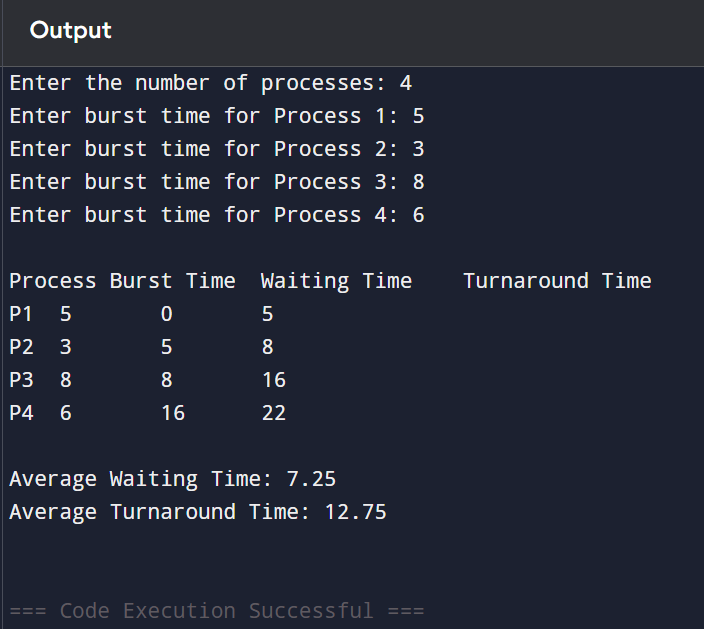 Output
Enter the number of processes: 4
Enter burst time for Process 1: 5
Enter burst time for Process 2: 3
Enter burst time for Process 3: 8
Enter burst time for Process 4: 6
Process Burst Time  Waiting Time    Turnaround Time
P1  5       0       5
P2  3       5       8
P3  8       8       16
P4  6       16      22
Average Waiting Time: 7.25
Average Turnaround Time: 12.75
=== Code Execution Successful ===